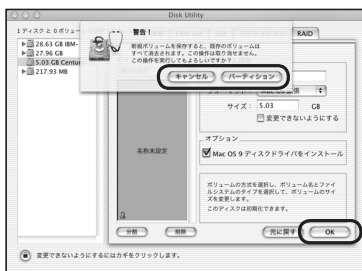 Disk Utility
1 ディスク と 0 ボリュー
28.63 GB IBM-
27.96 GB
5.03 GB Centur
217.93 MB
警告！
新規ボリュームを保存すると、既存のボリュームは
すべて消去されます。この操作は取り消せません。
この操作を実行してもよろしいですか？
キャンセル
パーティション
RAID
Mac OS 拡張
サイズ： 5.03 GB
変更できないようにする
名称未設定
オプション
Mac OS 9 ディスクドライバをインストール
ボリュームの方式を選択し、ボリューム名とファイ
ルシステムのタイプを選択して、ボリュームのサイ
ズを変更します。
このディスクは初期化できます。
分割
削除
元に戻す
OK
変更できないようにするにはカギをクリックします。